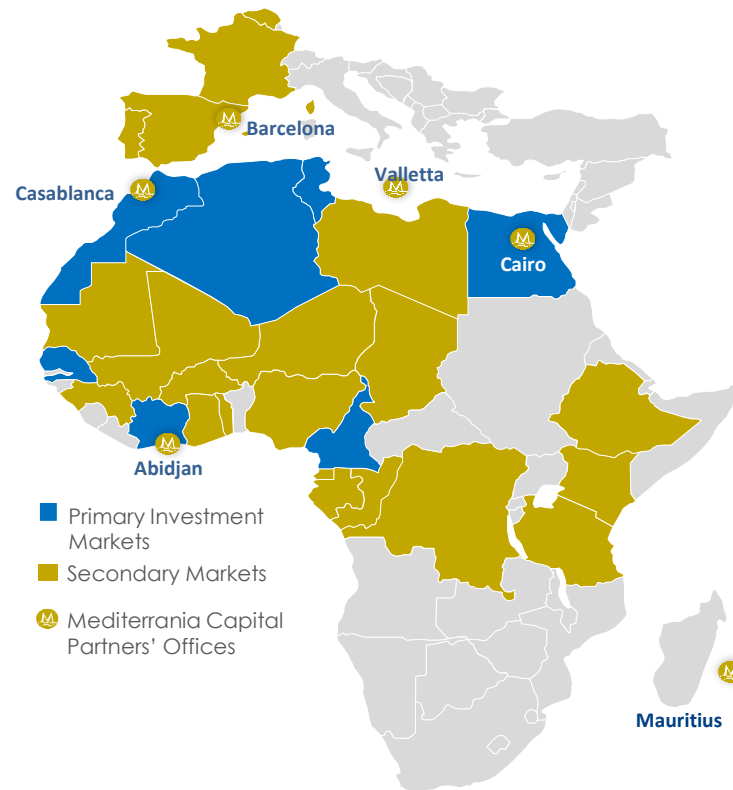 Barcelona
Valletta
Casablanca
Cairo
Abidjan
Primary Investment
Markets
Secondary Markets
Mediterrania Capital
Partners’ Offices
Mauritius